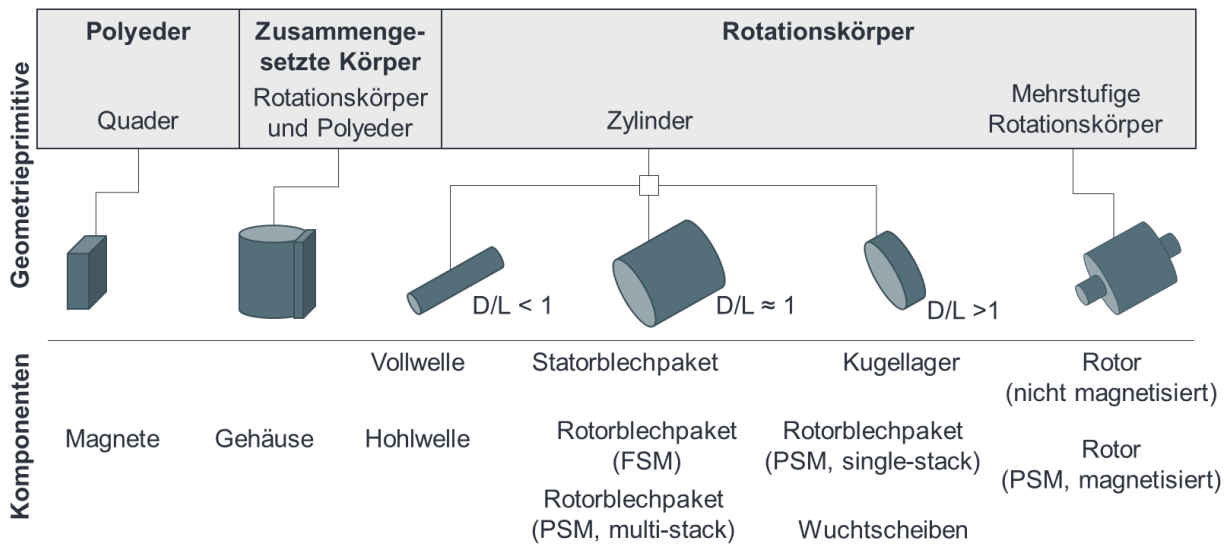 Geometrieprimitive
Polyeder
Quader
Zusammenge-
setzte Körper
Rotationskörper
und Polyeder
Rotationskörper
Zylinder
Mehrstufige
Rotationskörper
D/L < 1
D/L ≈ 1
D/L >1
Komponenten
Magnete
Gehäuse
Vollwelle
Hohlwelle
Statorblechpaket
Rotorblechpaket
(FSM)
Rotorblechpaket
(PSM, multi-stack)
Kugellager
Rotorblechpaket
(PSM, single-stack)
Wuchtscheiben
Rotor
(nicht magnetisiert)
Rotor
(PSM, magnetisiert)